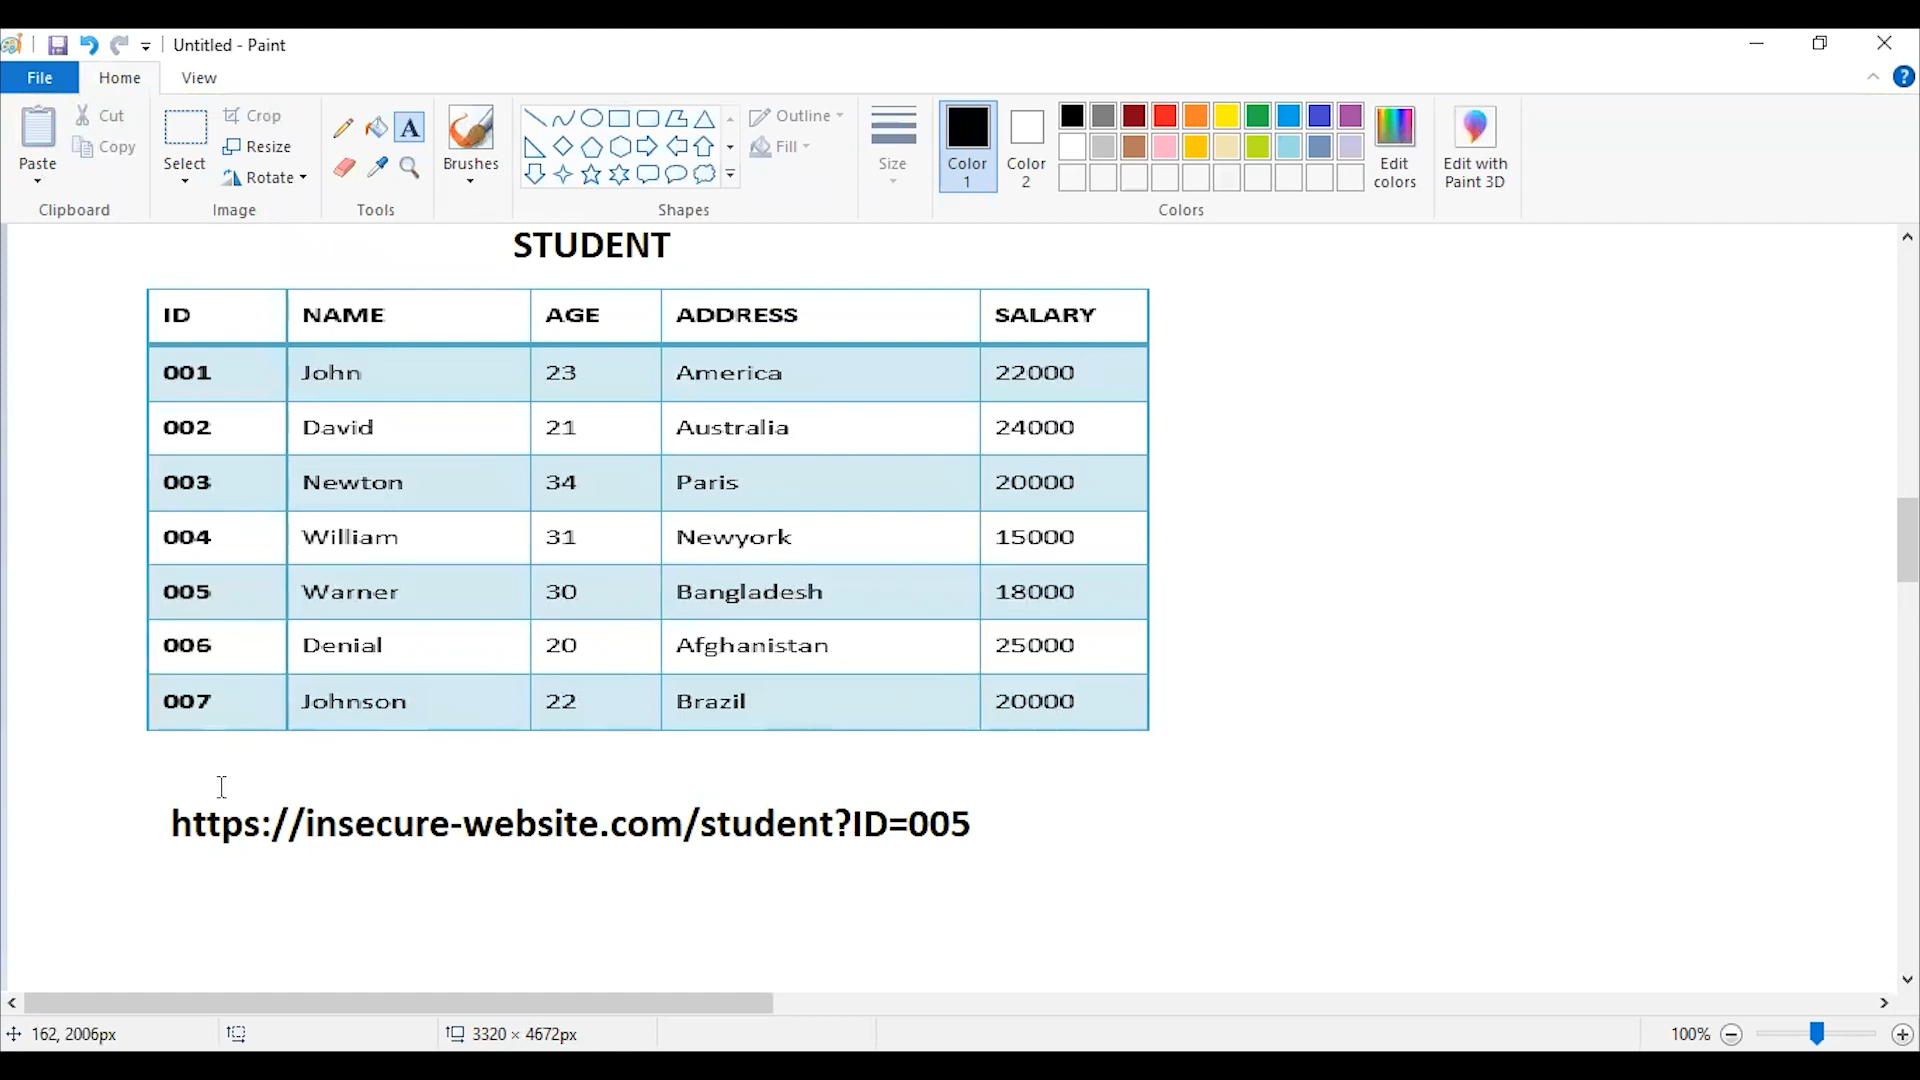 Untitled - Paint
File Home View
Paste
Cut
Copy
Clipboard
Select
Crop
Resize
Rotate
Image
A
Tools
Brushes
Shapes
Outline
Fill
Size
Color 1
Color 2
Edit colors
Colors
Edit with Paint 3D
?
STUDENT
ID NAME AGE ADDRESS SALARY
001 John 23 America 22000
002 David 21 Australia 24000
003 Newton 34 Paris 20000
004 William 31 Newyork 15000
005 Warner 30 Bangladesh 18000
006 Denial 20 Afghanistan 25000
007 Johnson 22 Brazil 20000
https://insecure-website.com/student?ID=005
162, 2006px 3320 × 4672px 100%